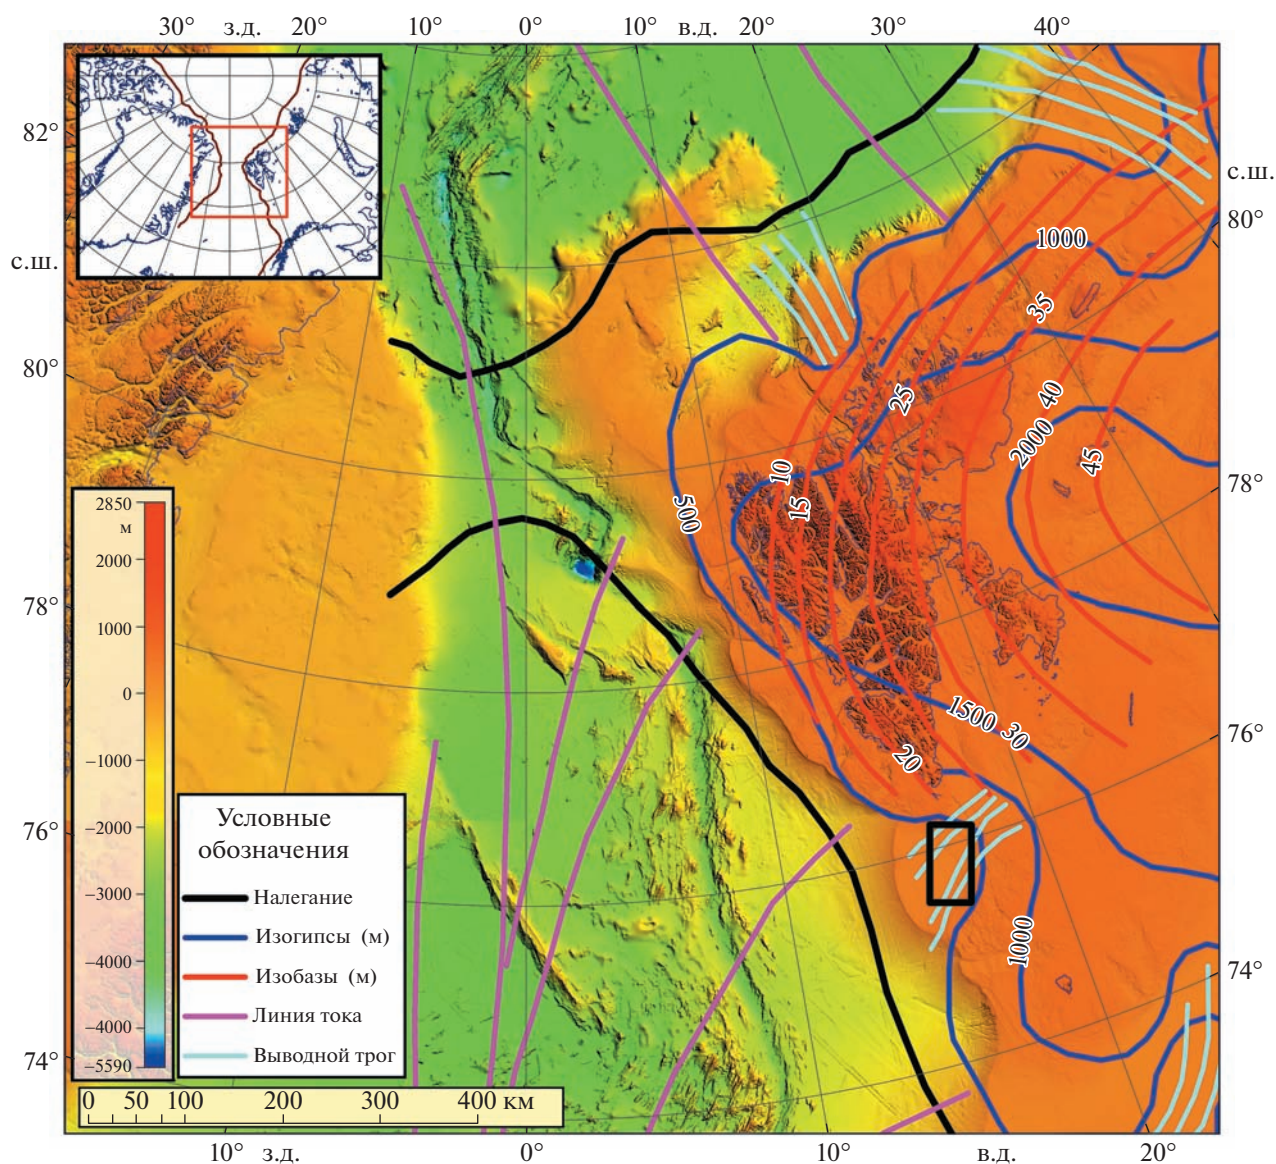 30° з.д. 20° 10° 0° 10° в.д. 20° 30° 40°
82°
с.ш.
80°
78°
76°
74°
с.ш.
80°
78°
76°
74°
1000
35
25
40
2000
45
10
15
500
1500
30
20
1000
2850
м
2000
1000
0
−1000
−2000
−3000
−4000
−4000
−5590
Условные
обозначения
Налегание
Изогипсы (м)
Изобазы (м)
Линия тока
Выводной трог
0 50 100 200 300 400 км
10° з.д. 0° 10° в.д. 20°